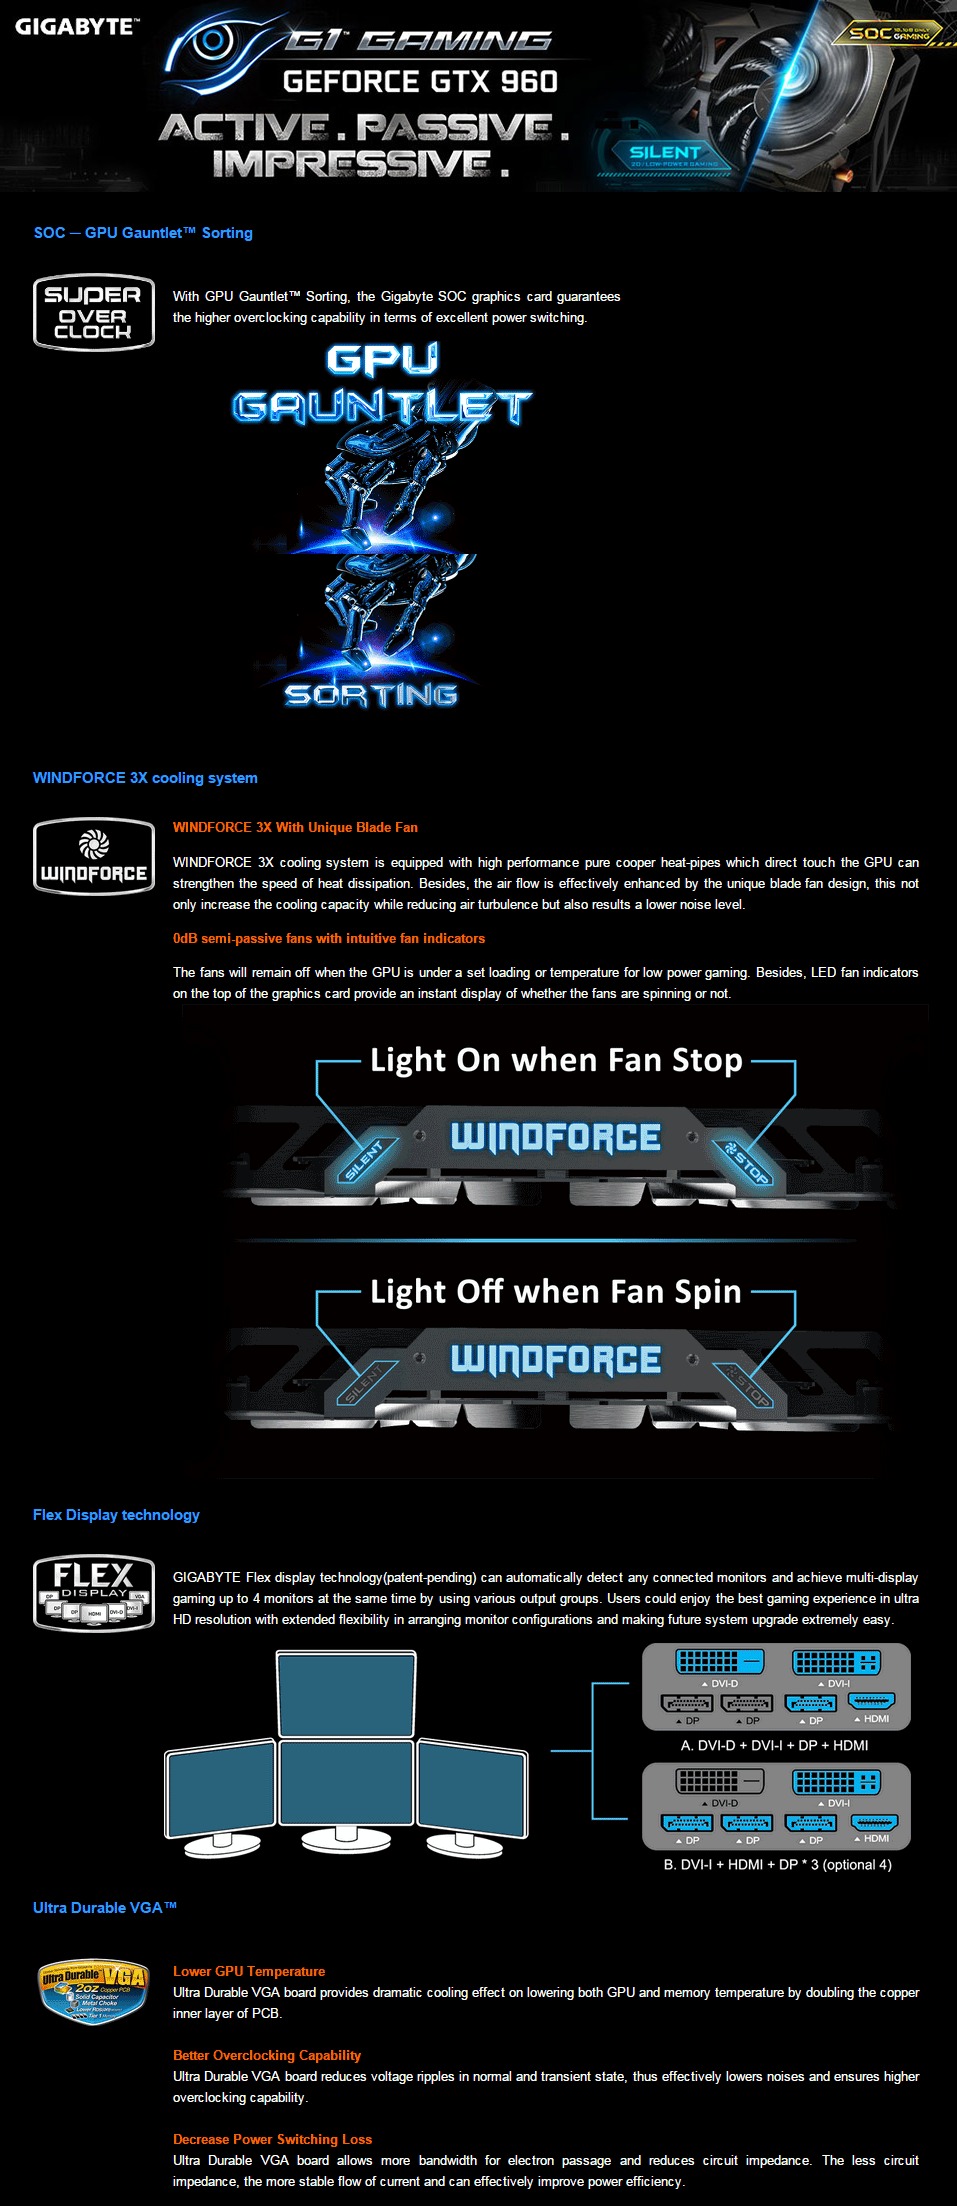 GIGABYTE™
G1™ GAMING
GEFORCE GTX 960
ACTIVE . PASSIVE .
IMPRESSIVE .
SOC
GAMING
SILENT
0D/LOW-POWER GAMING
SOC — GPU Gauntlet™ Sorting
SUPER
OVER
CLOCK
With GPU Gauntlet™ Sorting, the Gigabyte SOC graphics card guarantees
the higher overclocking capability in terms of excellent power switching.
GPU
GAUNTLET
SORTING
WINDFORCE 3X cooling system
WINDFORCE
WINDFORCE 3X With Unique Blade Fan
WINDFORCE 3X cooling system is equipped with high performance pure cooper heat-pipes which direct touch the GPU can
strengthen the speed of heat dissipation. Besides, the air flow is effectively enhanced by the unique blade fan design, this not
only increase the cooling capacity while reducing air turbulence but also results a lower noise level.
0dB semi-passive fans with intuitive fan indicators
The fans will remain off when the GPU is under a set loading or temperature for low power gaming. Besides, LED fan indicators
on the top of the graphics card provide an instant display of whether the fans are spinning or not.
Light On when Fan Stop
SILENT
WINDFORCE
STOP
Light Off when Fan Spin
SILENT
WINDFORCE
STOP
Flex Display technology
FLEX
DISPLAY
DP DP DP HDMI DVI-D DVI-I VGA
GIGABYTE Flex display technology(patent-pending) can automatically detect any connected monitors and achieve multi-display
gaming up to 4 monitors at the same time by using various output groups. Users could enjoy the best gaming experience in ultra
HD resolution with extended flexibility in arranging monitor configurations and making future system upgrade extremely easy.
▲ DVI-D ▲ DVI-I
▲ DP ▲ DP ▲ DP ▲ HDMI
A. DVI-D + DVI-I + DP + HDMI
▲ DVI-D ▲ DVI-I
▲ DP ▲ DP ▲ DP ▲ HDMI
B. DVI-I + HDMI + DP * 3 (optional 4)
Ultra Durable VGA™
Ultra Durable VGA
2oz Copper PCB
Solid Capacitor
Metal Choke
Lower RDS(on)
Tier 1
Lower GPU Temperature
Ultra Durable VGA board provides dramatic cooling effect on lowering both GPU and memory temperature by doubling the copper
inner layer of PCB.
Better Overclocking Capability
Ultra Durable VGA board reduces voltage ripples in normal and transient state, thus effectively lowers noises and ensures higher
overclocking capability.
Decrease Power Switching Loss
Ultra Durable VGA board allows more bandwidth for electron passage and reduces circuit impedance. The less circuit
impedance, the more stable flow of current and can effectively improve power efficiency.